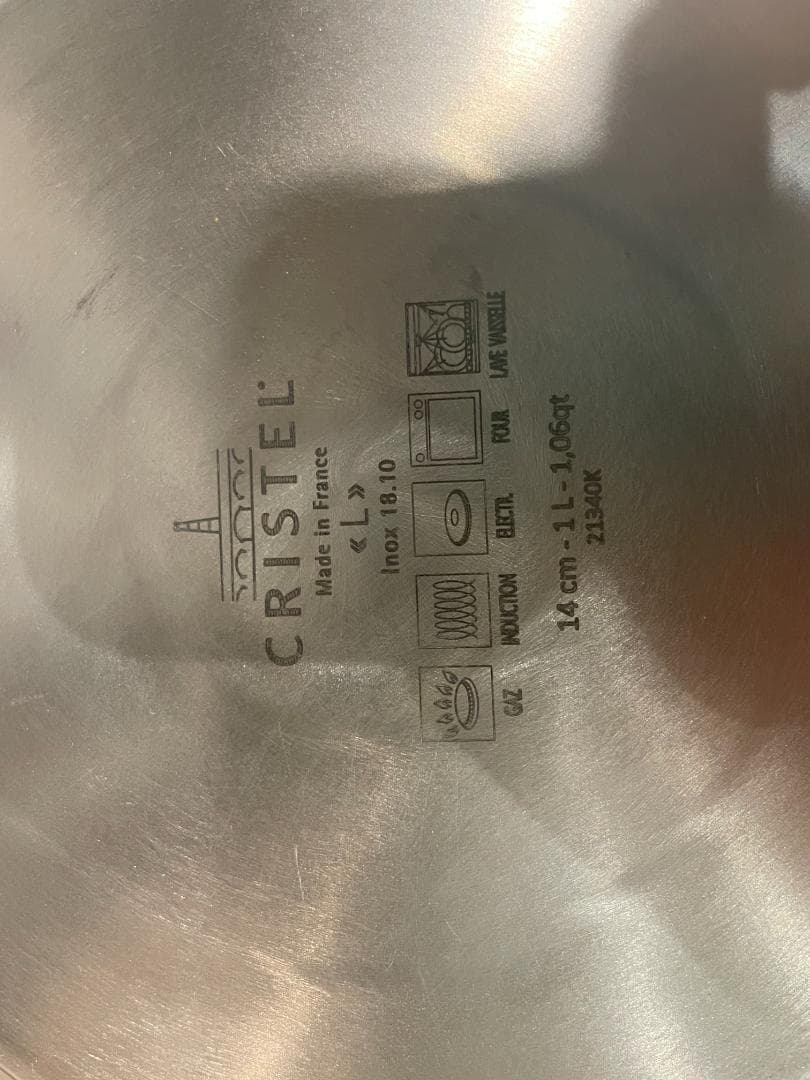 CRISTEL®
Made in France
« L »
Inox 18.10
GAZ INDUCTION ELECTR. FOUR LAVE VAISSELLE
14 cm - 1 L - 1,06qt
21340K